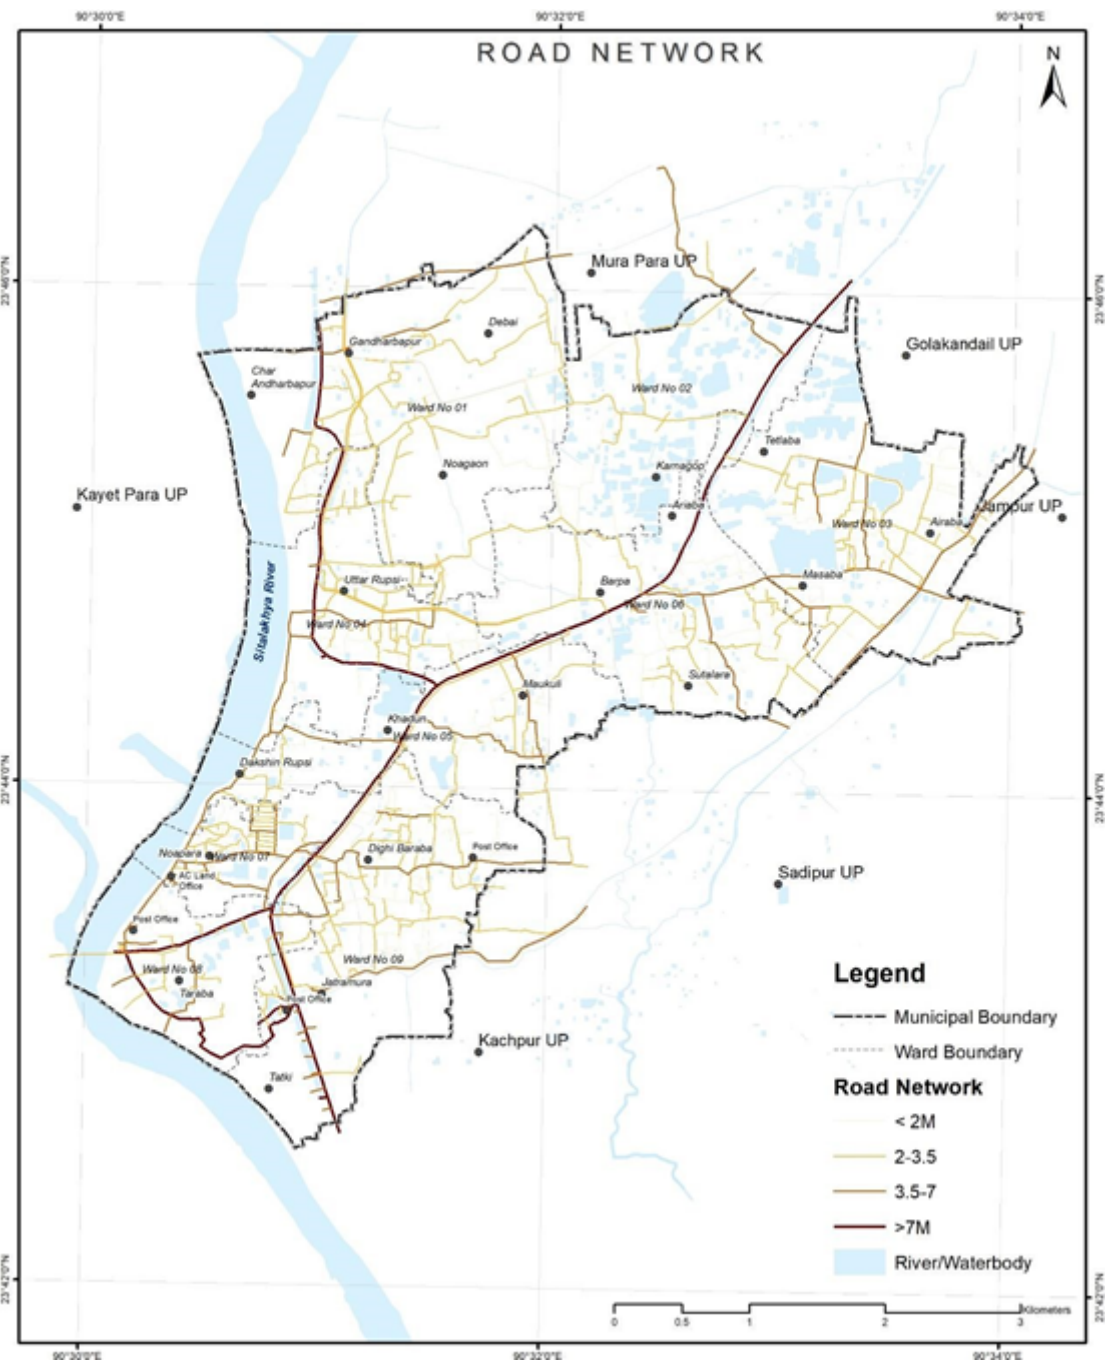 90°30'0"E 90°32'0"E 90°34'0"E
ROAD NETWORK
N
23°46'0"N
23°46'0"N
Mura Para UP
Debai
Gandharbapur
Golakandail UP
Char
Andharbapur
Ward No 02
Ward No 01
Tetlaba
Noagaon
Karnagop
Kayet Para UP
Jampur UP
Ariaba
Ward No 03
Airaba
Sitalakhya River
Uttar Rupsi
Masaba
Barpa
Ward No 06
Ward No 04
Sutalara
Maukuli
Khadun
Ward No 05
Dakshin Rupsi
23°44'0"N
23°44'0"N
Dighi Baraba
Post Office
Noapara
Ward No 07
AC Land
Office
Sadipur UP
Post Office
Ward No 09
Ward No 08
Taraba
Jatramura
Post Office
Kachpur UP
Tatki
Legend
Municipal Boundary
Ward Boundary
Road Network
< 2M
2-3.5
3.5-7
>7M
River/Waterbody
Kilometers
0 0.5 1 2 3
23°42'0"N
23°42'0"N
90°30'0"E 90°32'0"E 90°34'0"E